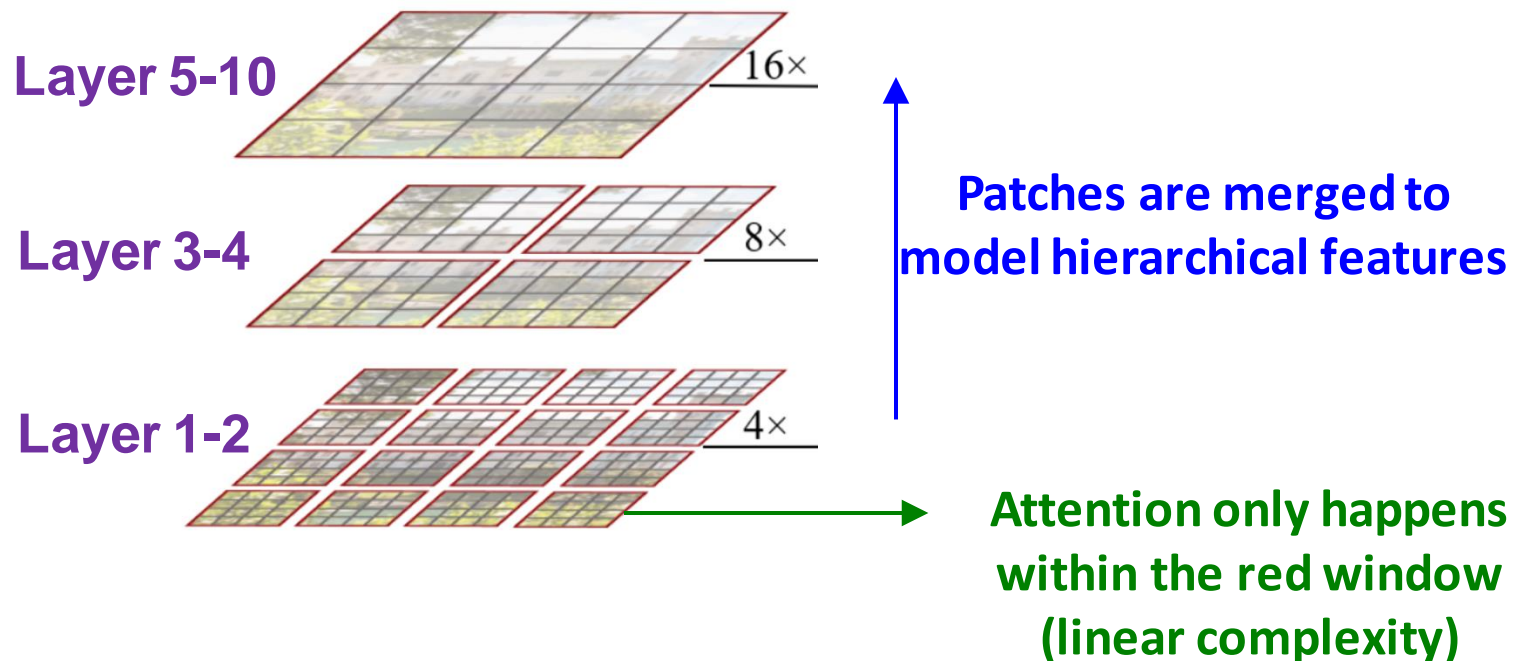 Layer 5-10
16×
Patches are merged to
model hierarchical features
Layer 3-4
8×
Layer 1-2
4×
Attention only happens
within the red window
(linear complexity)